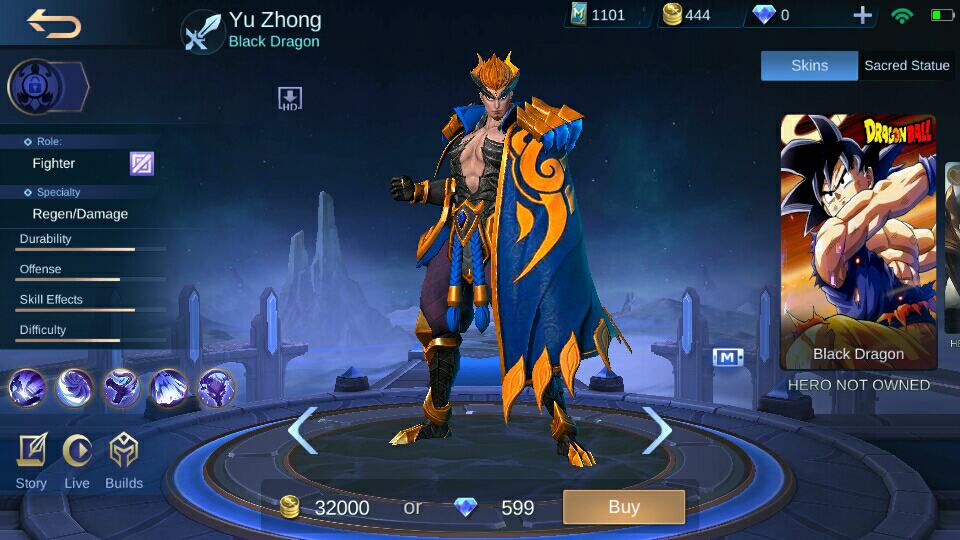 Yu Zhong
Black Dragon
1101
444
0
Skins
Sacred Statue
HD
Role:
Fighter
Specialty
Regen/Damage
Durability
Offense
Skill Effects
Difficulty
DRAGON BALL
M
Black Dragon
HERO NOT OWNED
Story
Live
Builds
32000
or
599
Buy